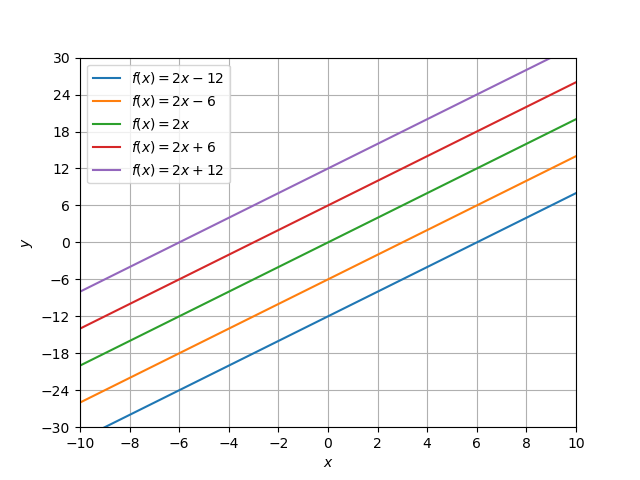 f(x) = 2x − 12
f(x) = 2x − 6
f(x) = 2x
f(x) = 2x + 6
f(x) = 2x + 12
30
24
18
12
6
0
−6
−12
−18
−24
−30
y
−10 −8 −6 −4 −2 0 2 4 6 8 10
x